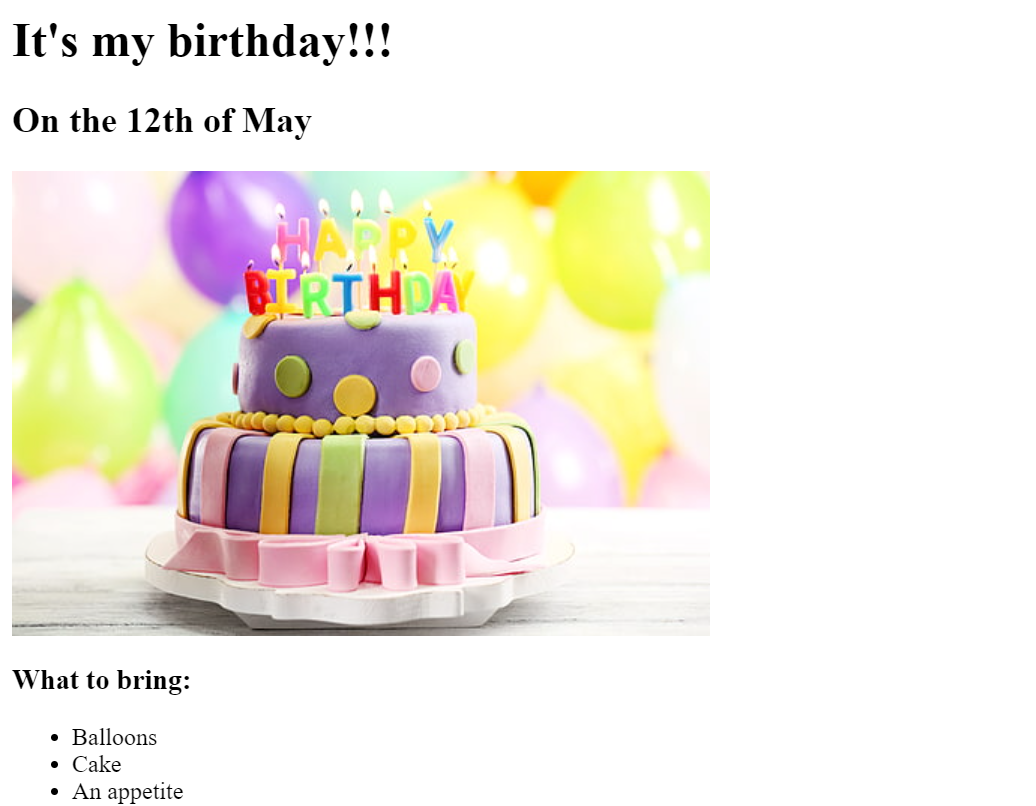 It's my birthday!!!
On the 12th of May
HAPPY
BIRTHDAY
What to bring:
Balloons
Cake
An appetite